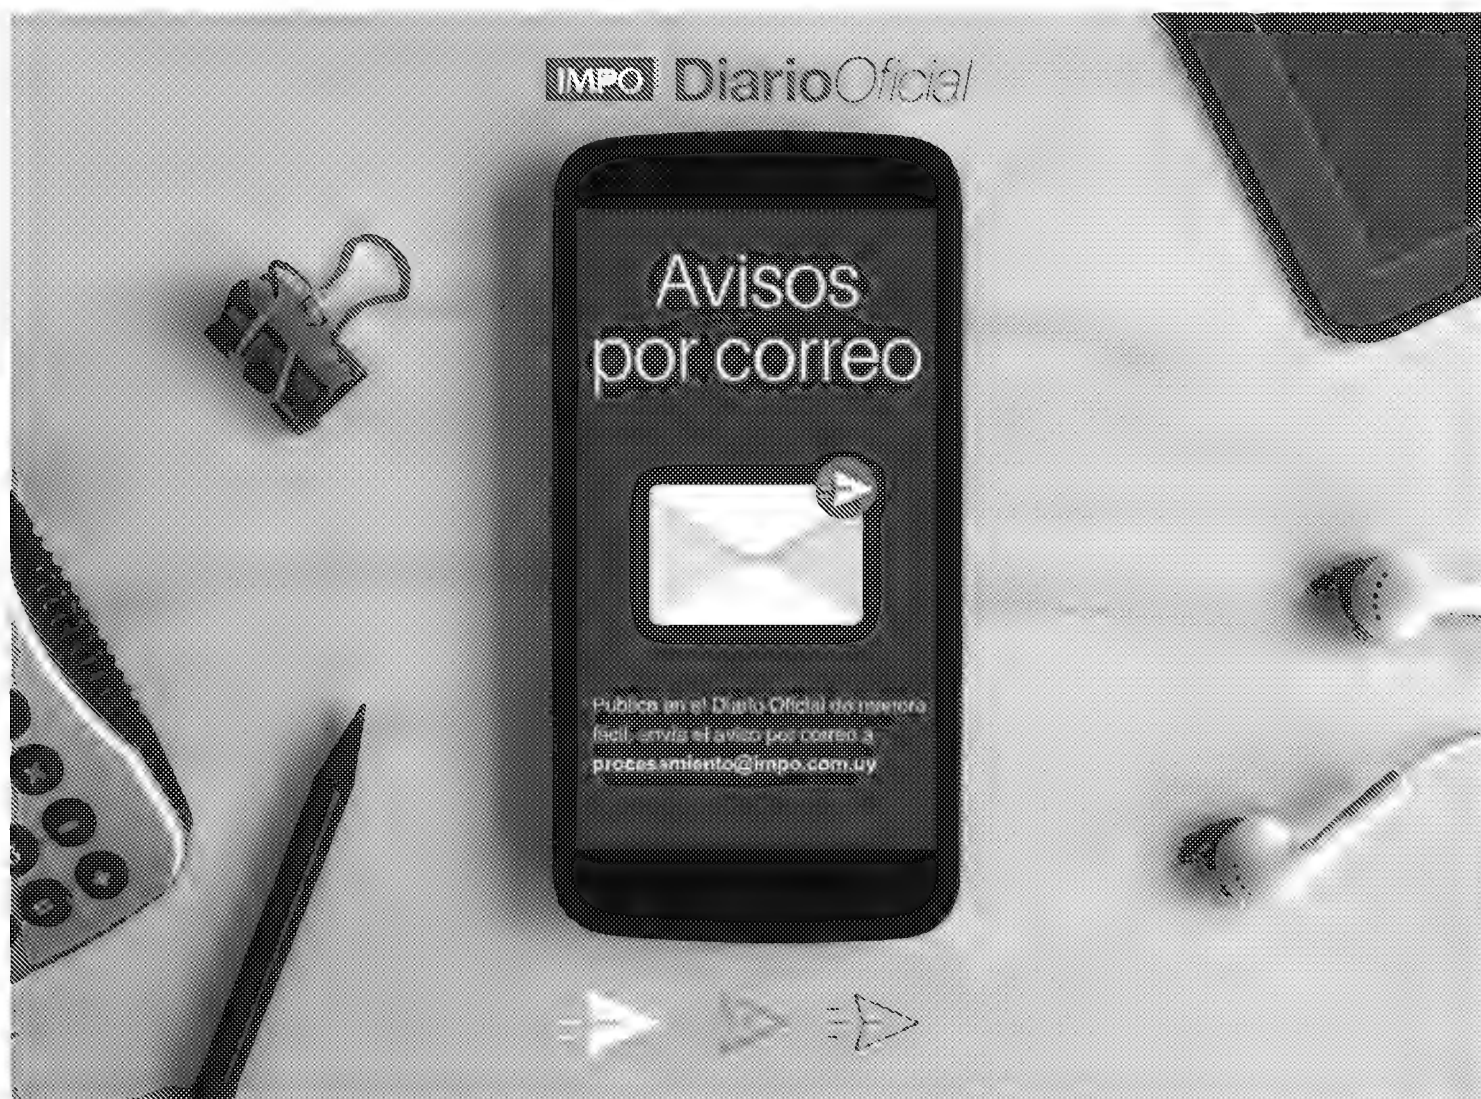 IMPO DiarioOficial
Avisos
por correo
Publica en el Diario Oficial de manera
fácil, envía el aviso por correo a
procesamiento@impo.com.uy